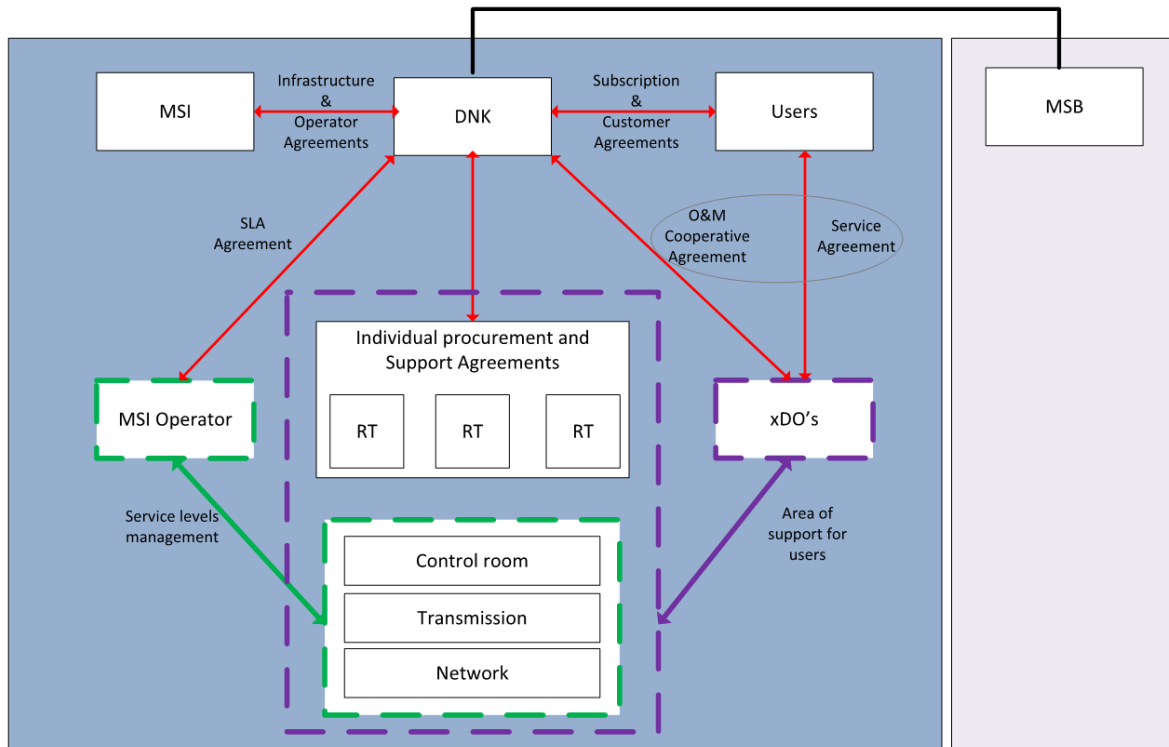 MSI
Infrastructure
&
Operator
Agreements
DNK
Subscription
&
Customer
Agreements
Users
MSB
SLA
Agreement
O&M
Cooperative
Agreement
Service
Agreement
Individual procurement and
Support Agreements
RT
RT
RT
MSI Operator
xDO's
Service levels
management
Area of
support for
users
Control room
Transmission
Network